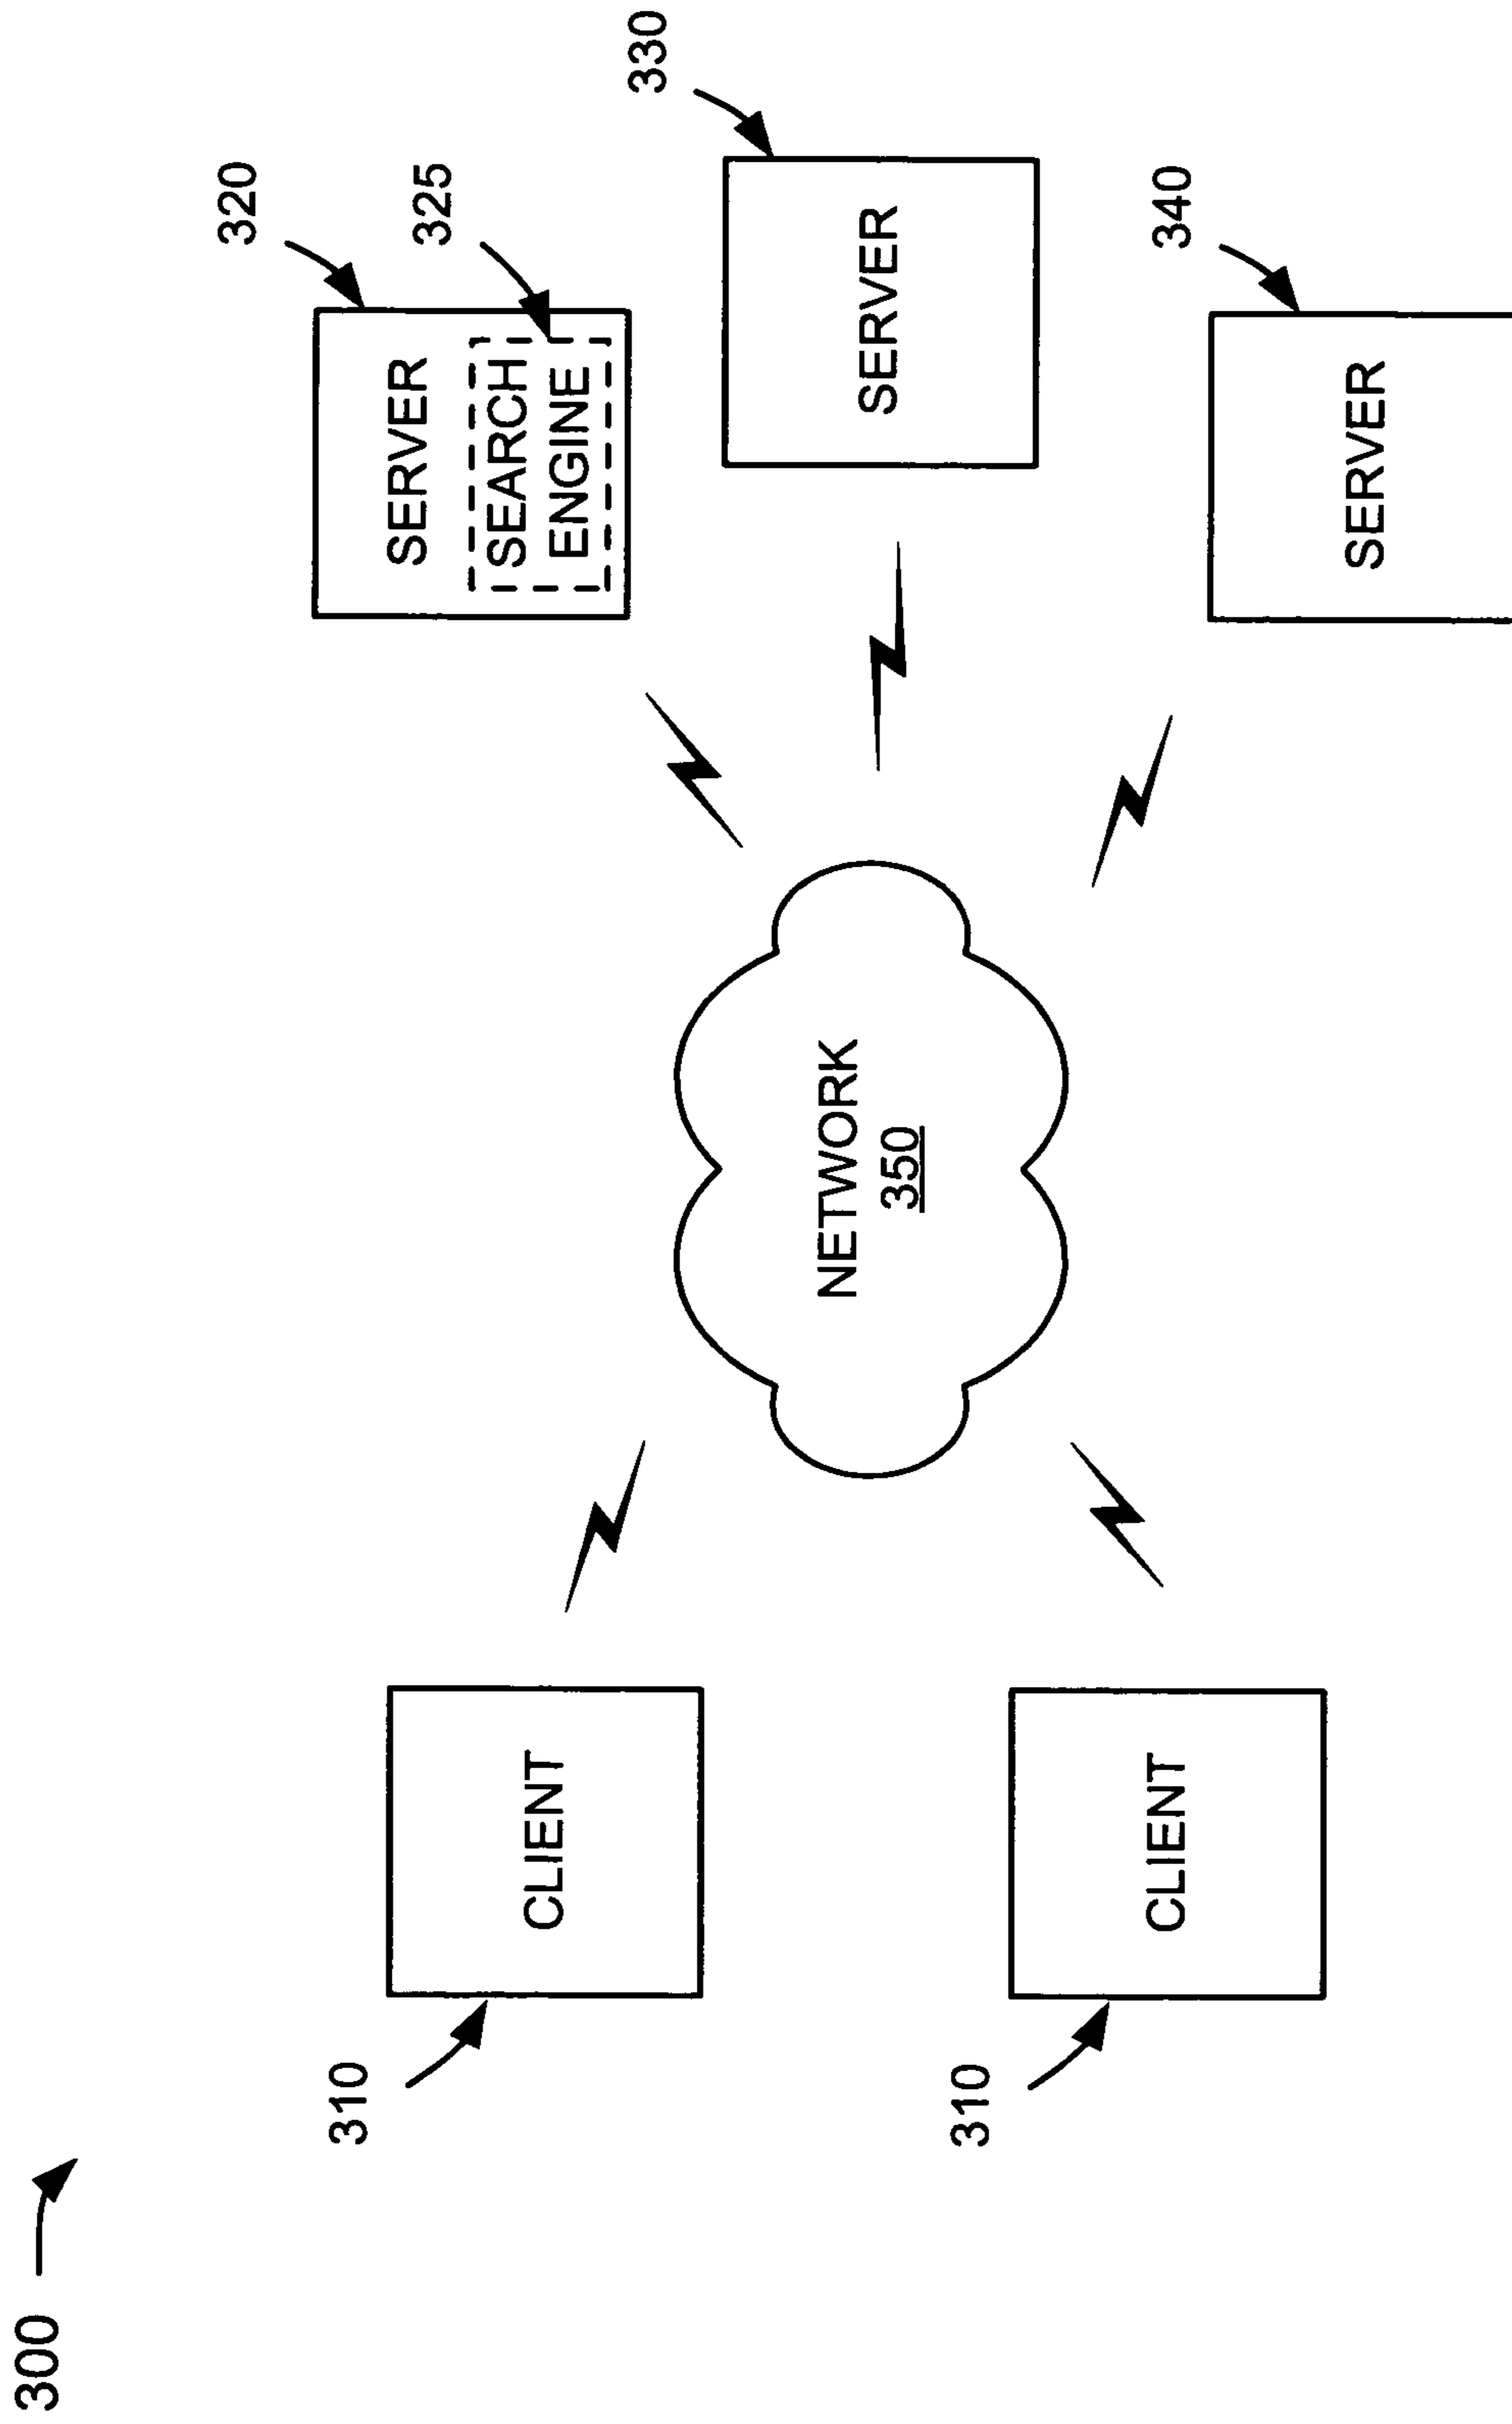 300
310
CLIENT
310
CLIENT
NETWORK
350
320
SERVER
325
SEARCH
ENGINE
330
SERVER
340
SERVER